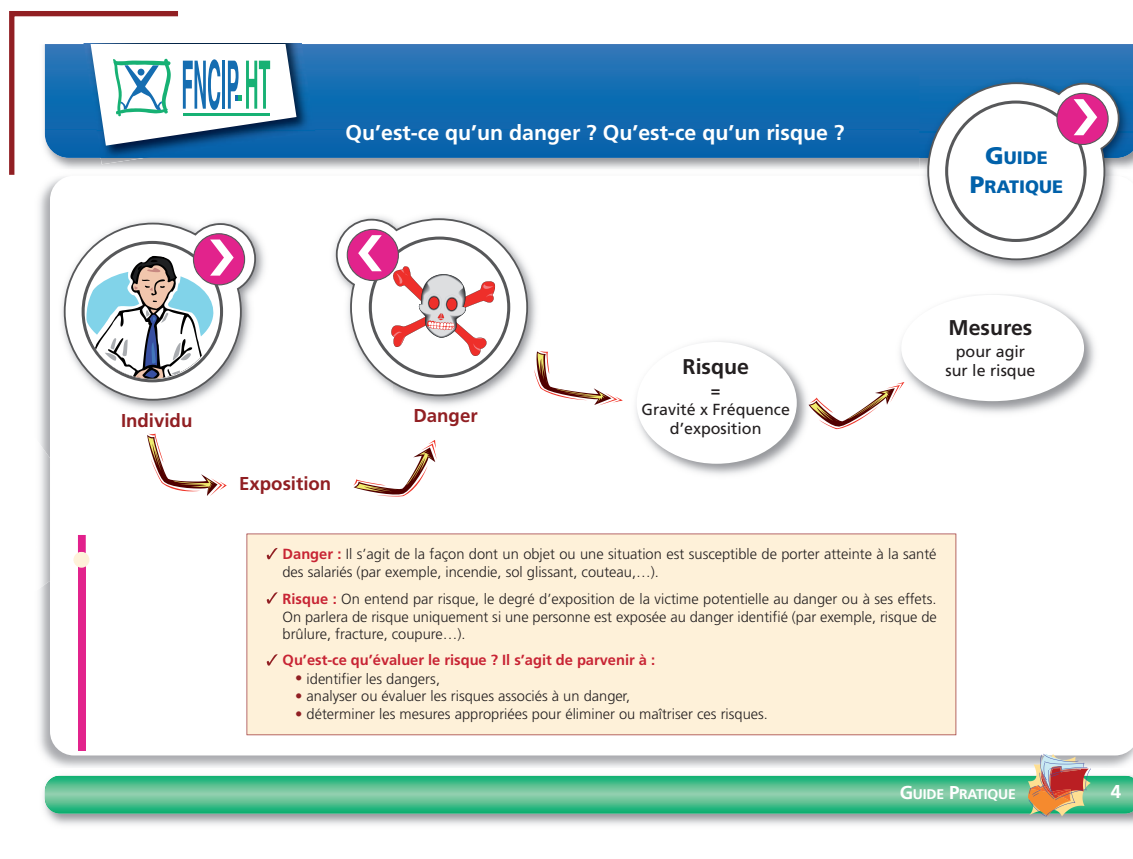 FNCIP-HT
Qu’est-ce qu’un danger ? Qu’est-ce qu’un risque ?
GUIDE
PRATIQUE
Individu
Danger
Exposition
Risque
=
Gravité x Fréquence
d’exposition
Mesures
pour agir
sur le risque
✓ Danger : Il s’agit de la façon dont un objet ou une situation est susceptible de porter atteinte à la santé
des salariés (par exemple, incendie, sol glissant, couteau,…).
✓ Risque : On entend par risque, le degré d’exposition de la victime potentielle au danger ou à ses effets.
On parlera de risque uniquement si une personne est exposée au danger identifié (par exemple, risque de
brûlure, fracture, coupure…).
✓ Qu’est-ce qu’évaluer le risque ? Il s’agit de parvenir à :
• identifier les dangers,
• analyser ou évaluer les risques associés à un danger,
• déterminer les mesures appropriées pour éliminer ou maîtriser ces risques.
GUIDE PRATIQUE 4